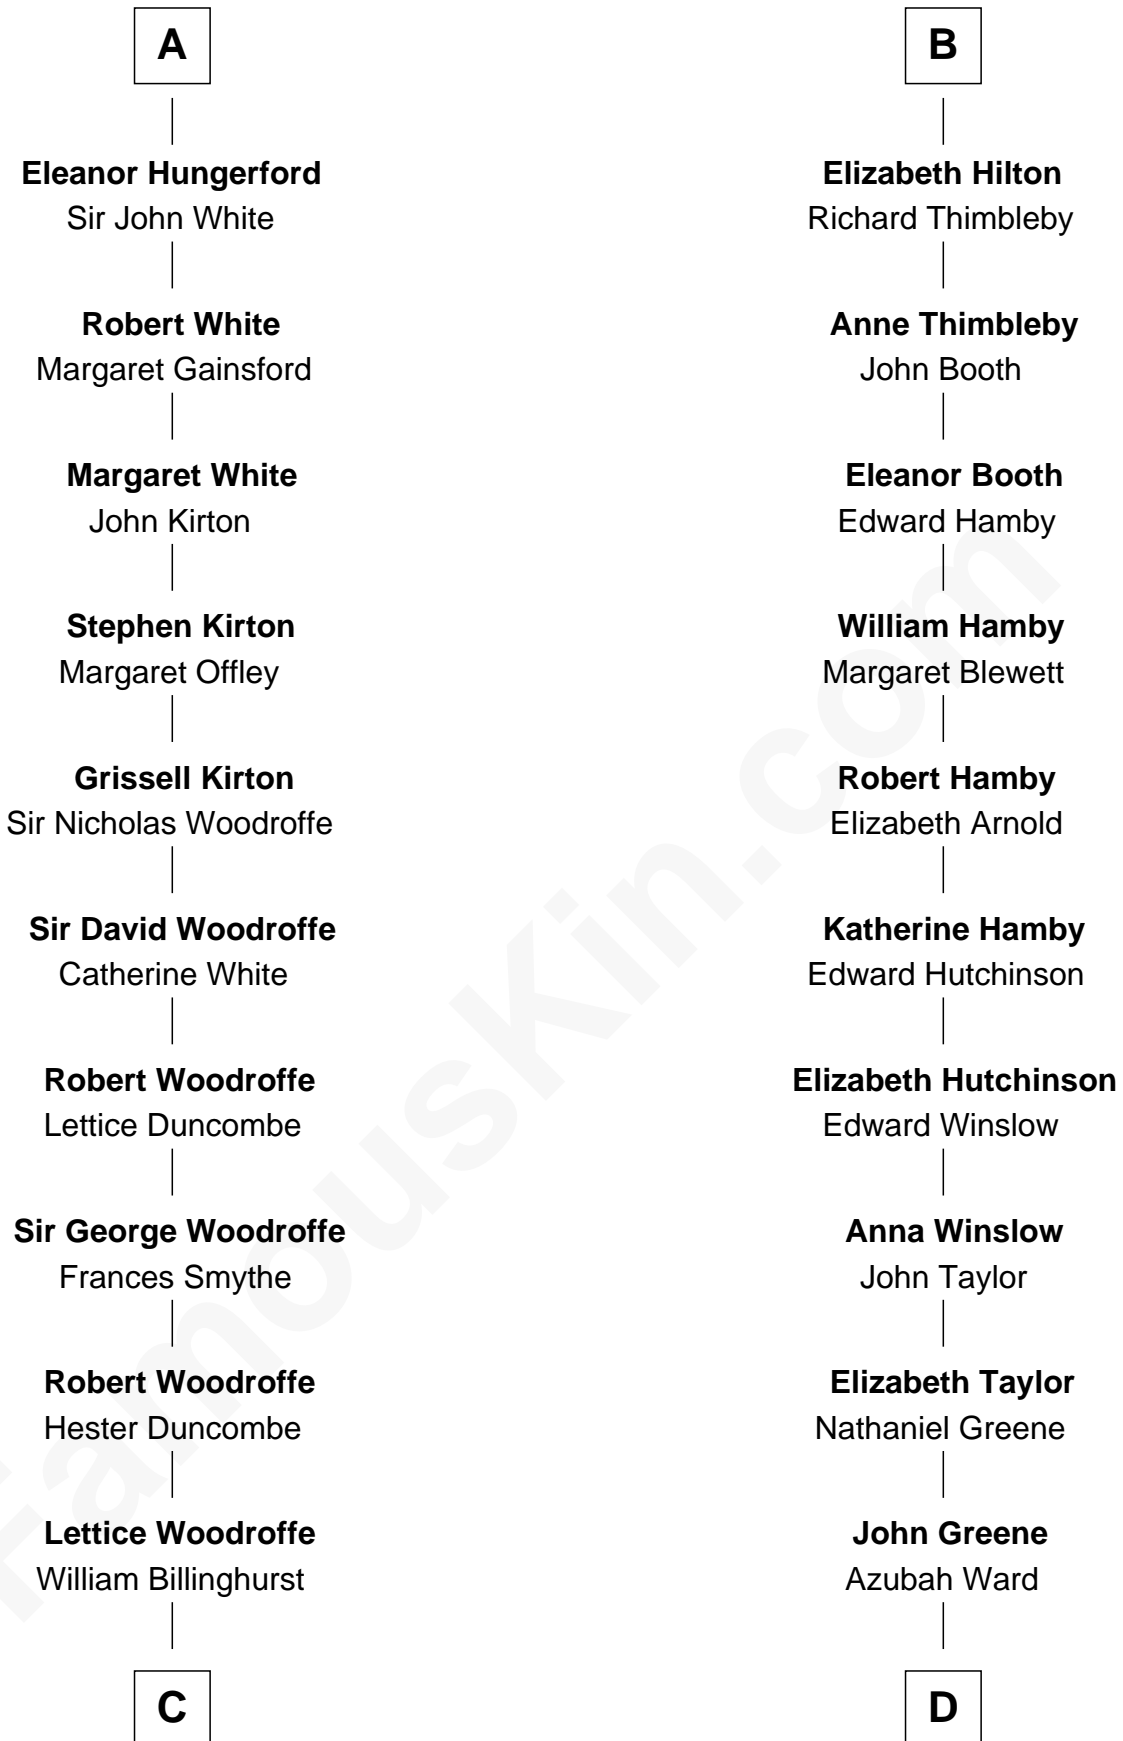 A
Eleanor Hungerford
Sir John White
Robert White
Margaret Gainsford
Margaret White
John Kirton
Stephen Kirton
Margaret Offley
Grissell Kirton
Sir Nicholas Woodroffe
Sir David Woodroffe
Catherine White
Robert Woodroffe
Lettice Duncombe
Sir George Woodroffe
Frances Smythe
Robert Woodroffe
Hester Duncombe
Lettice Woodroffe
William Billinghurst
C
B
Elizabeth Hilton
Richard Thimbleby
Anne Thimbleby
John Booth
Eleanor Booth
Edward Hamby
William Hamby
Margaret Blewett
Robert Hamby
Elizabeth Arnold
Katherine Hamby
Edward Hutchinson
Elizabeth Hutchinson
Edward Winslow
Anna Winslow
John Taylor
Elizabeth Taylor
Nathaniel Greene
John Greene
Azubah Ward
D
FamousKin.com